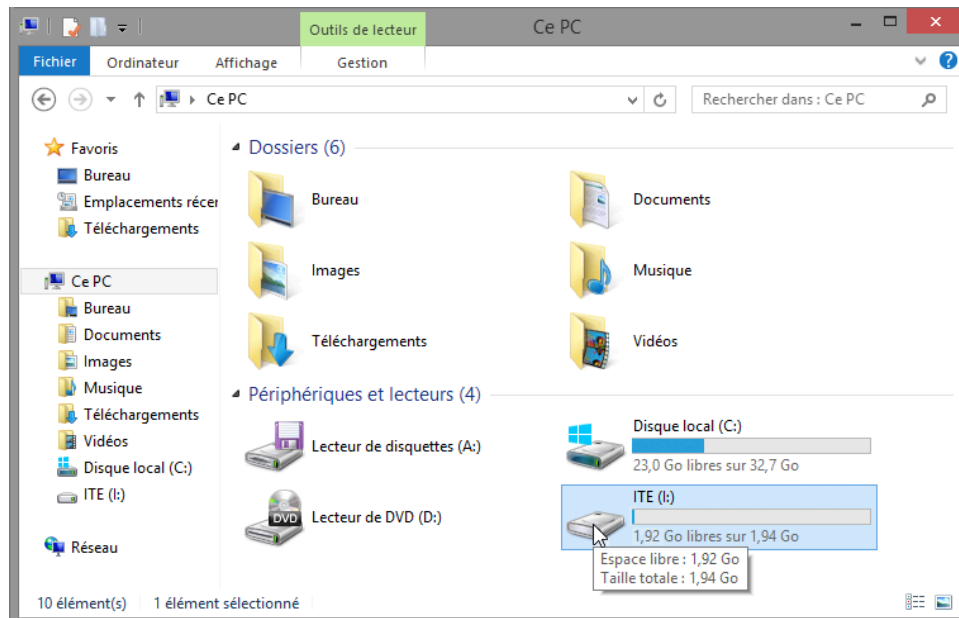 Outils de lecteur
Ce PC
Fichier Ordinateur Affichage Gestion
Ce PC
Rechercher dans : Ce PC
Favoris
Bureau
Emplacements récer
Téléchargements
Ce PC
Bureau
Documents
Images
Musique
Téléchargements
Vidéos
Disque local (C:)
ITE (I:)
Réseau
Dossiers (6)
Bureau
Documents
Images
Musique
Téléchargements
Vidéos
Périphériques et lecteurs (4)
Lecteur de disquettes (A:)
Disque local (C:)
23,0 Go libres sur 32,7 Go
DVD
Lecteur de DVD (D:)
ITE (I:)
1,92 Go libres sur 1,94 Go
Espace libre : 1,92 Go
Taille totale : 1,94 Go
10 élément(s) 1 élément sélectionné